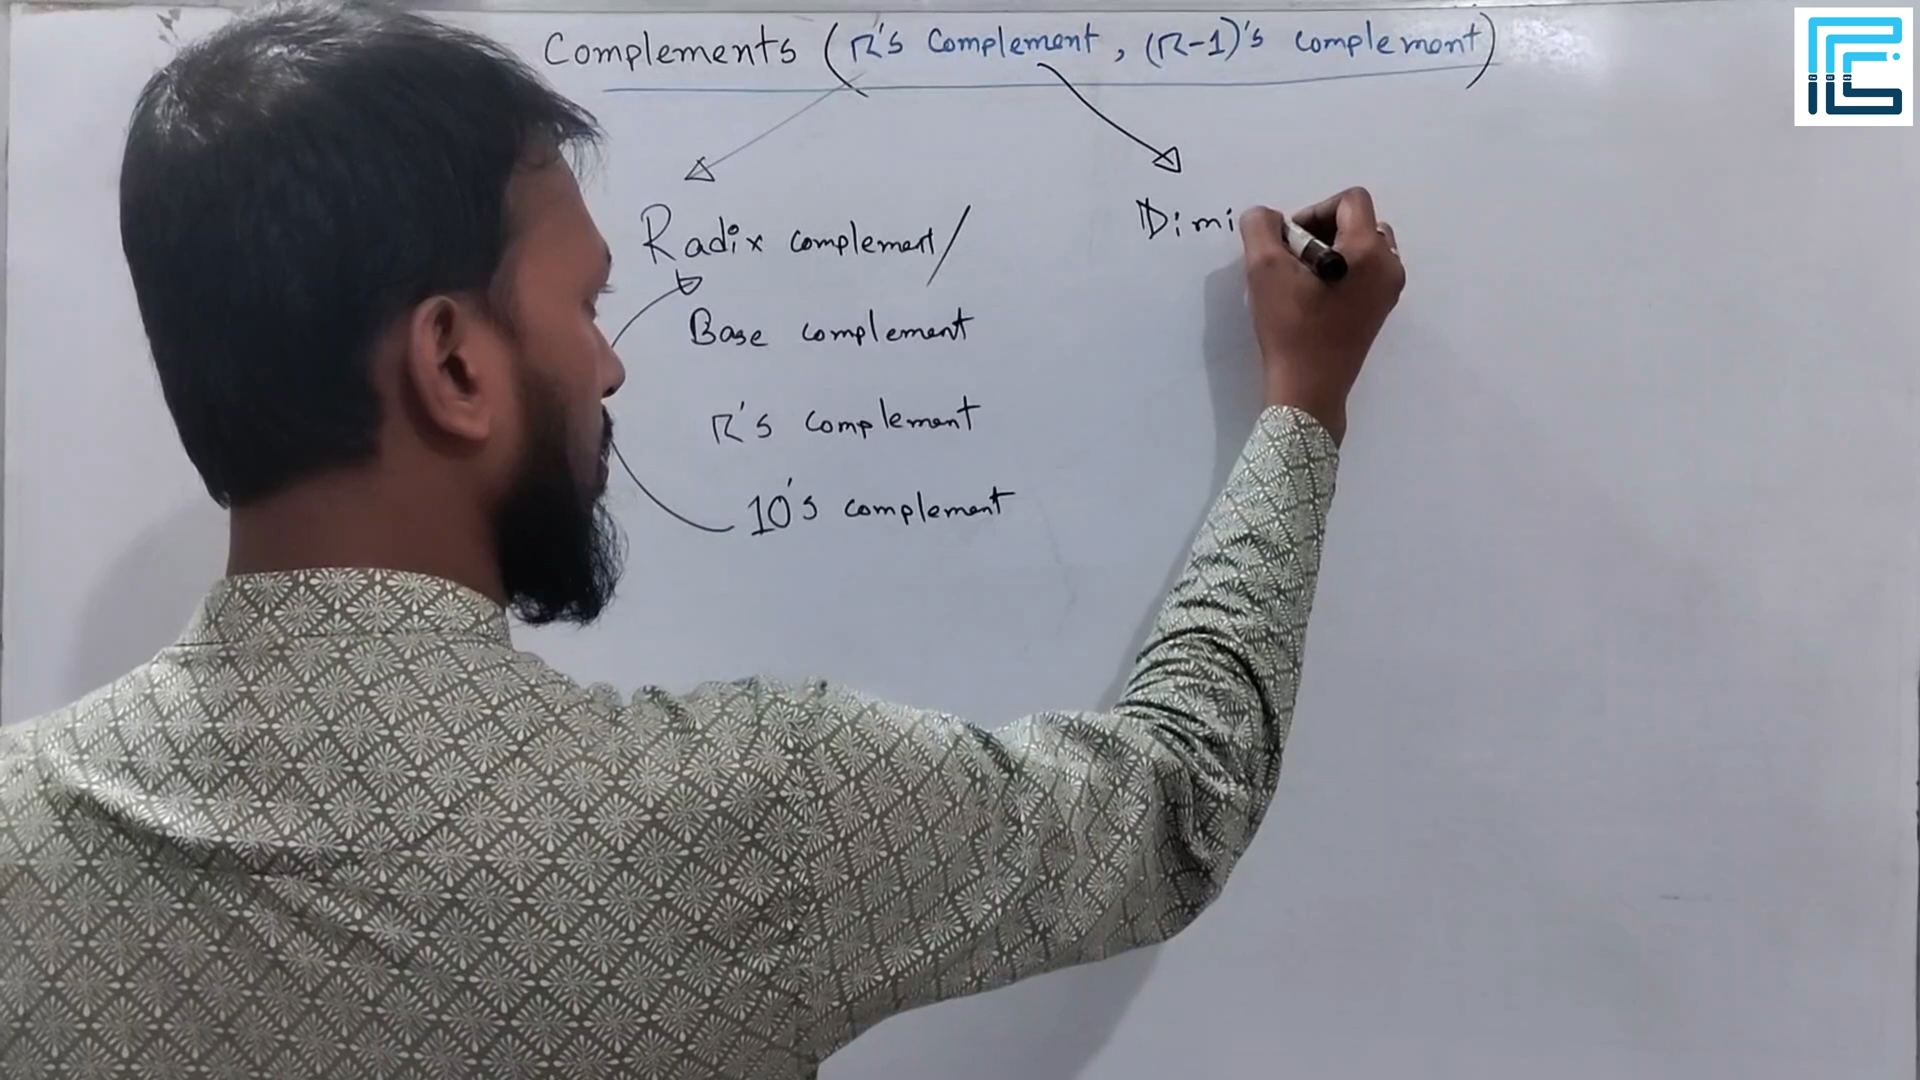 Complements (r's Complement, (r-1)'s complement)
Radix complement/
Base complement
r's complement
10's complement
Dimi